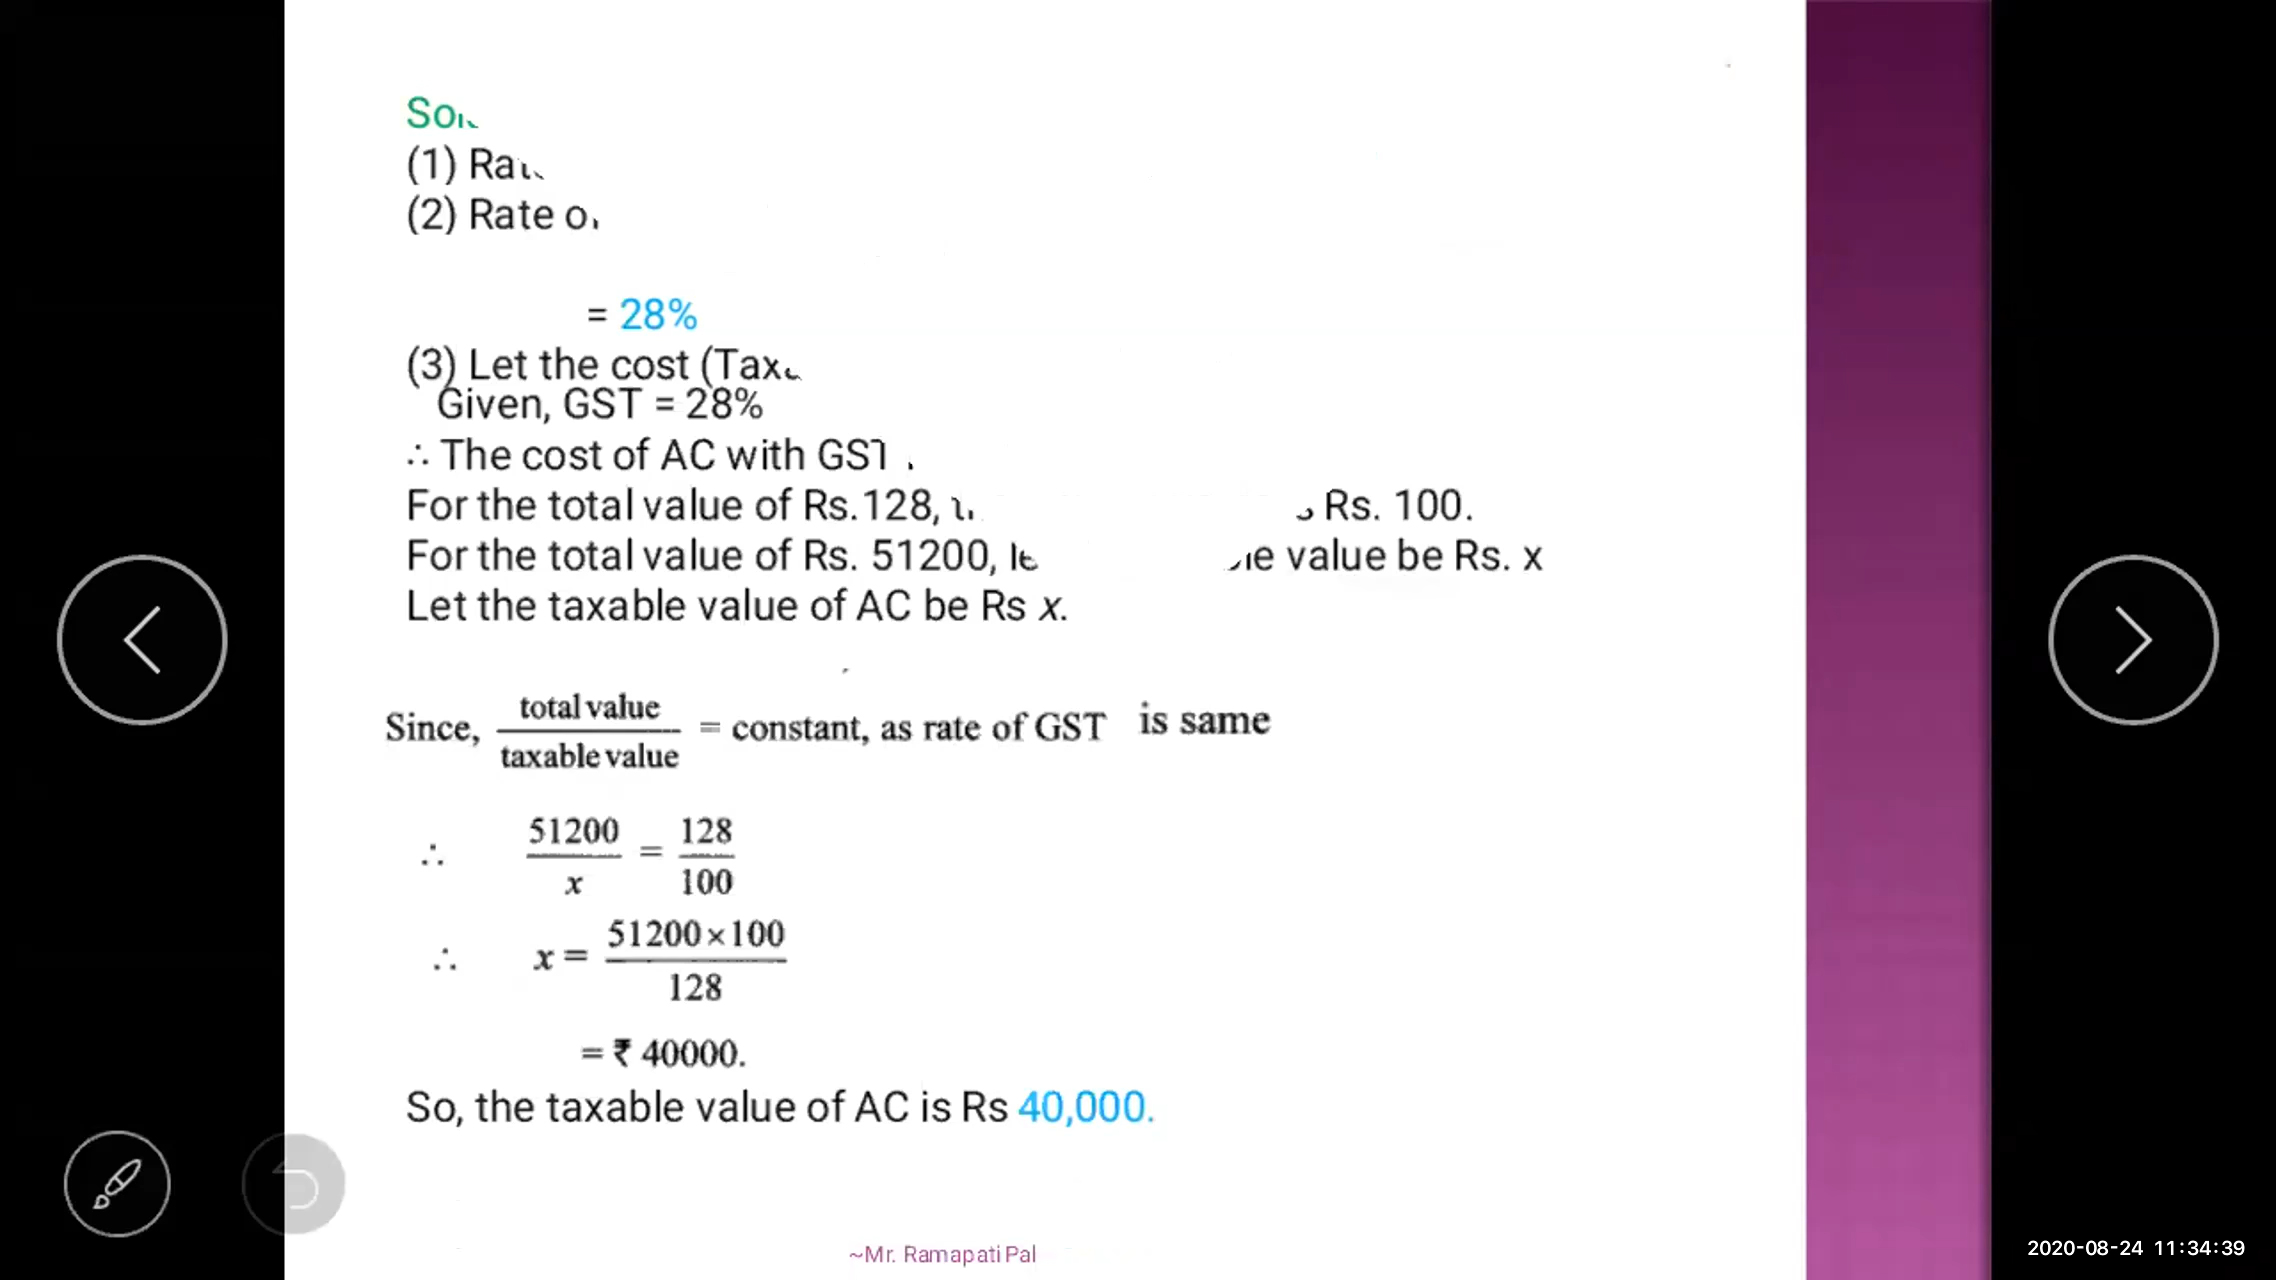 (1)
(2) Rate
= 28%
(3) Let the cost
Given, GST = 28%
∴ The cost of AC with GST
For the total value of Rs.128, Rs. 100.
For the total value of Rs. 51200, value be Rs. x
Let the taxable value of AC be Rs x.
Since, total value / taxable value = constant, as rate of GST is same
∴ 51200 / x = 128 / 100
∴ x = 51200 × 100 / 128
= ₹ 40000.
So, the taxable value of AC is Rs 40,000.
~Mr. Ramapati Pal
2020-08-24 11:34:39